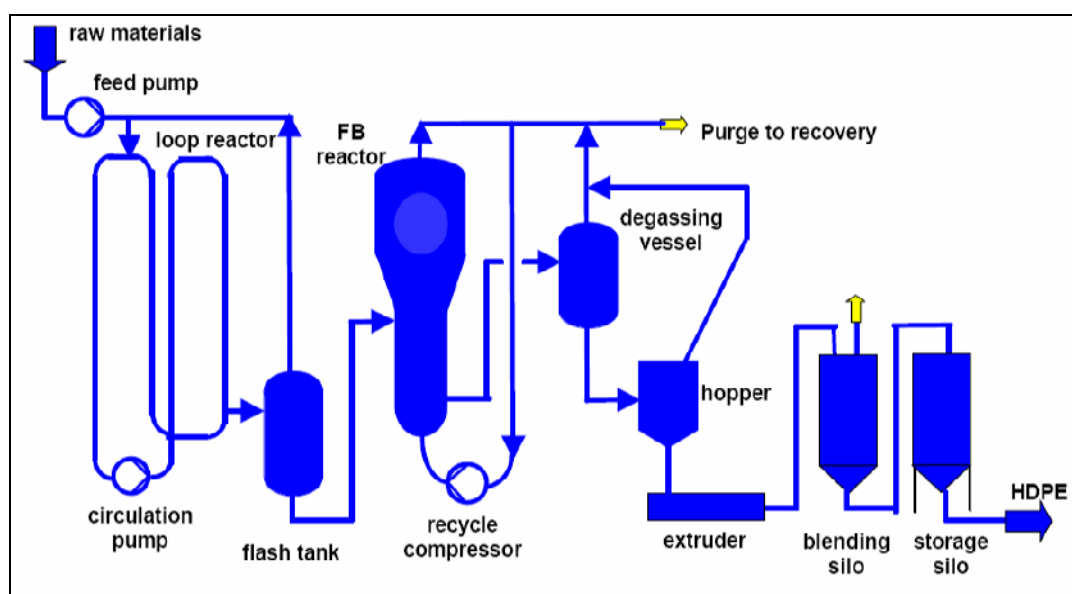 raw materials
feed pump
loop reactor
FB
reactor
Purge to recovery
degassing
vessel
hopper
HDPE
circulation
pump
flash tank
recycle
compressor
extruder
blending
silo
storage
silo